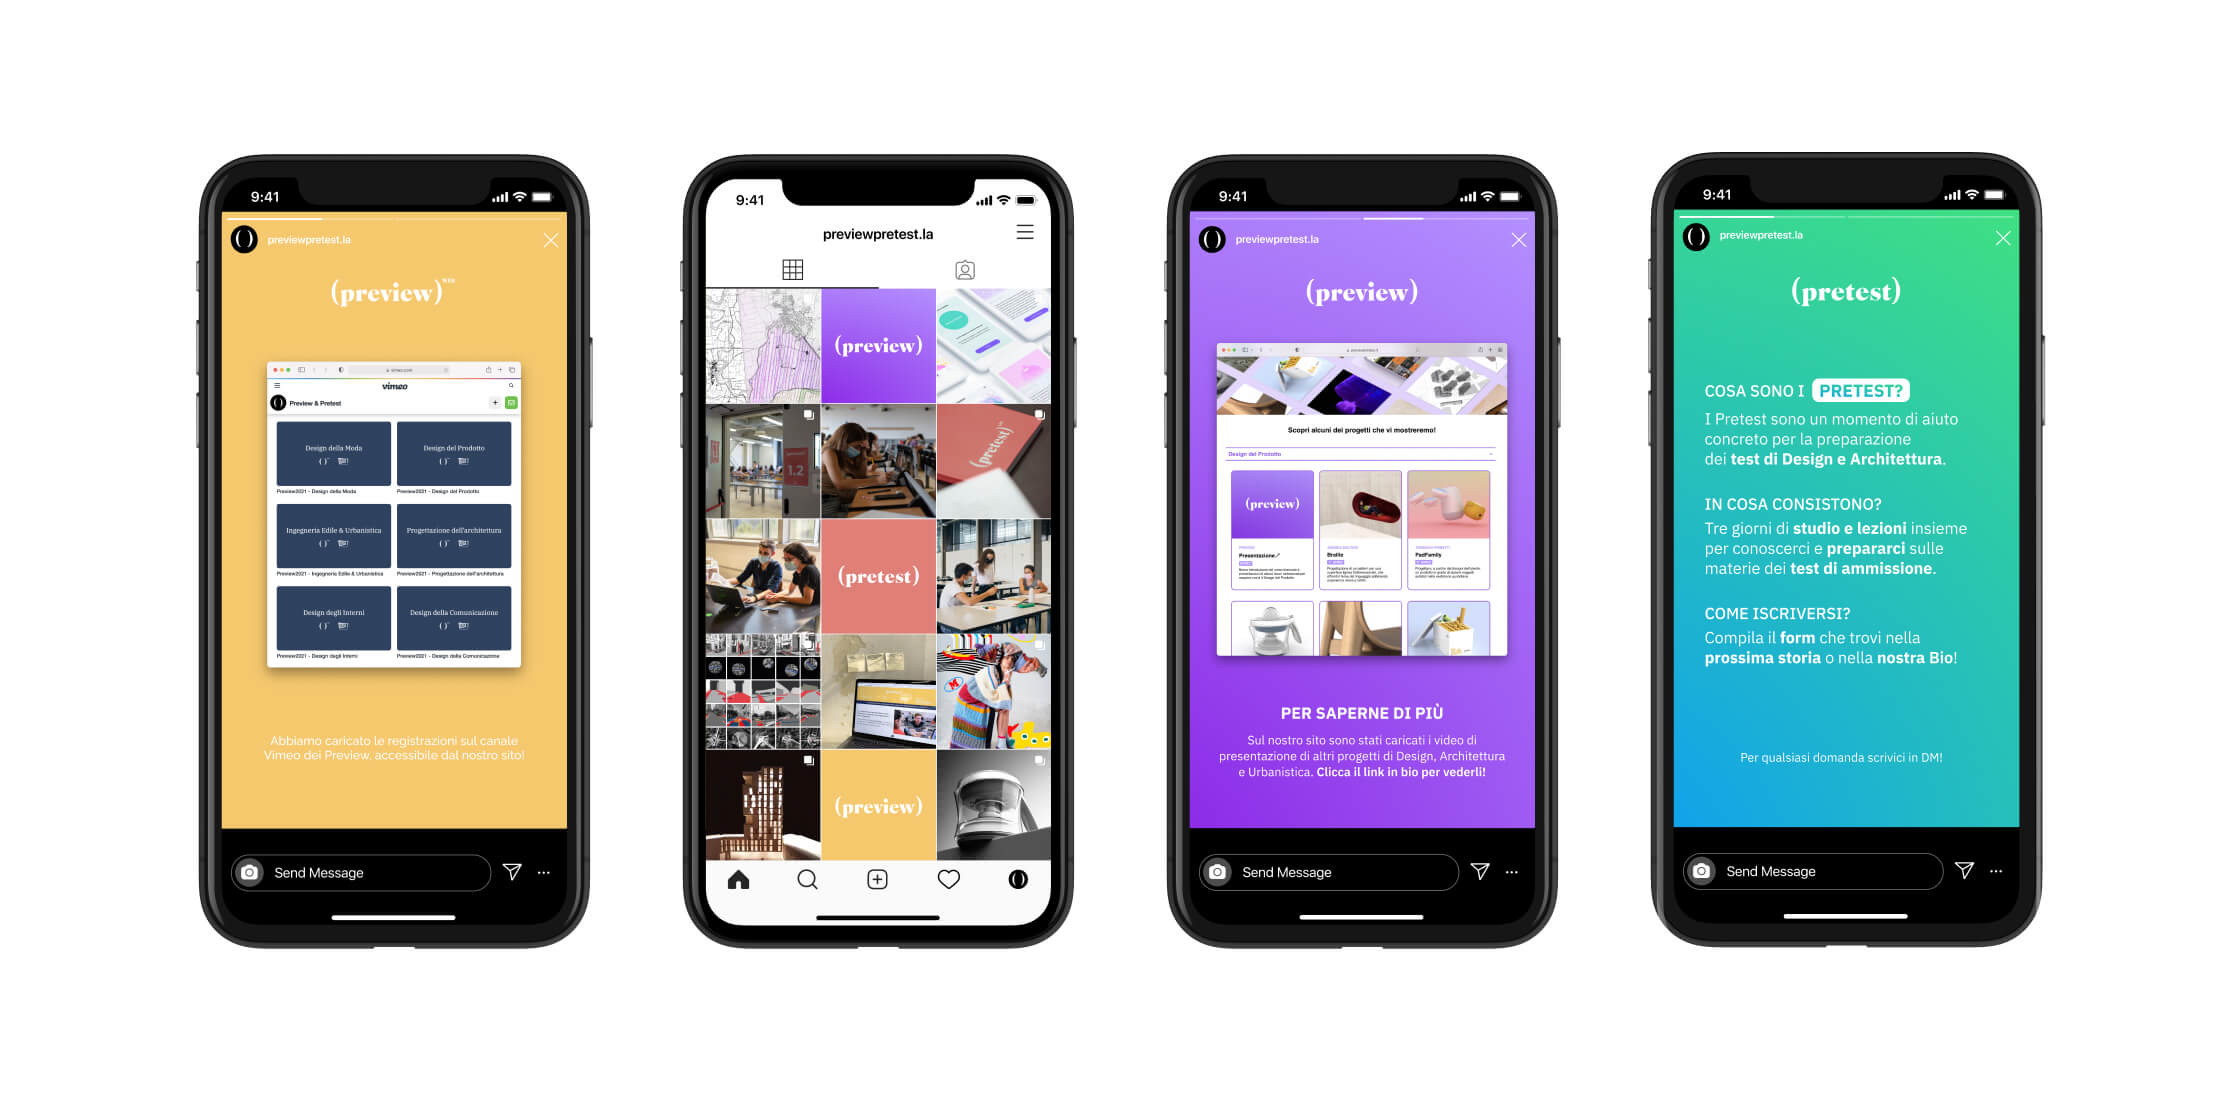 9:41
previewpretest.la
(preview)
vimeo.com
vimeo
Preview & Pretest
Design della Moda
Design del Prodotto
Preview2021 - Design della Moda
Preview2021 - Design del Prodotto
Ingegneria Edile & Urbanistica
Progettazione dell'architettura
Preview2021 - Ingegneria Edile & Urbanistica
Preview2021 - Progettazione dell'architettura
Design degli Interni
Design della Comunicazione
Preview2021 - Design degli Interni
Preview2021 - Design della Comunicazione
Abbiamo caricato le registrazioni sul canale
Vimeo dei Preview, accessibile dal nostro sito!
Send Message
9:41
previewpretest.la
(preview)
1.2
(pretest)
(pretest)
(preview)
9:41
previewpretest.la
(preview)
Scopri alcuni dei progetti che vi mostreremo!
Design del Prodotto
(preview)
Presentazione
Braille
PadFamily
PER SAPERNE DI PIÙ
Sul nostro sito sono stati caricati i video di
presentazione di altri progetti di Design, Architettura
e Urbanistica. Clicca il link in bio per vederli!
Send Message
9:41
previewpretest.la
(pretest)
COSA SONO I PRETEST?
I Pretest sono un momento di aiuto
concreto per la preparazione
dei test di Design e Architettura.
IN COSA CONSISTONO?
Tre giorni di studio e lezioni insieme
per conoscerci e prepararci sulle
materie dei test di ammissione.
COME ISCRIVERSI?
Compila il form che trovi nella
prossima storia o nella nostra Bio!
Per qualsiasi domanda scrivici in DM!
Send Message